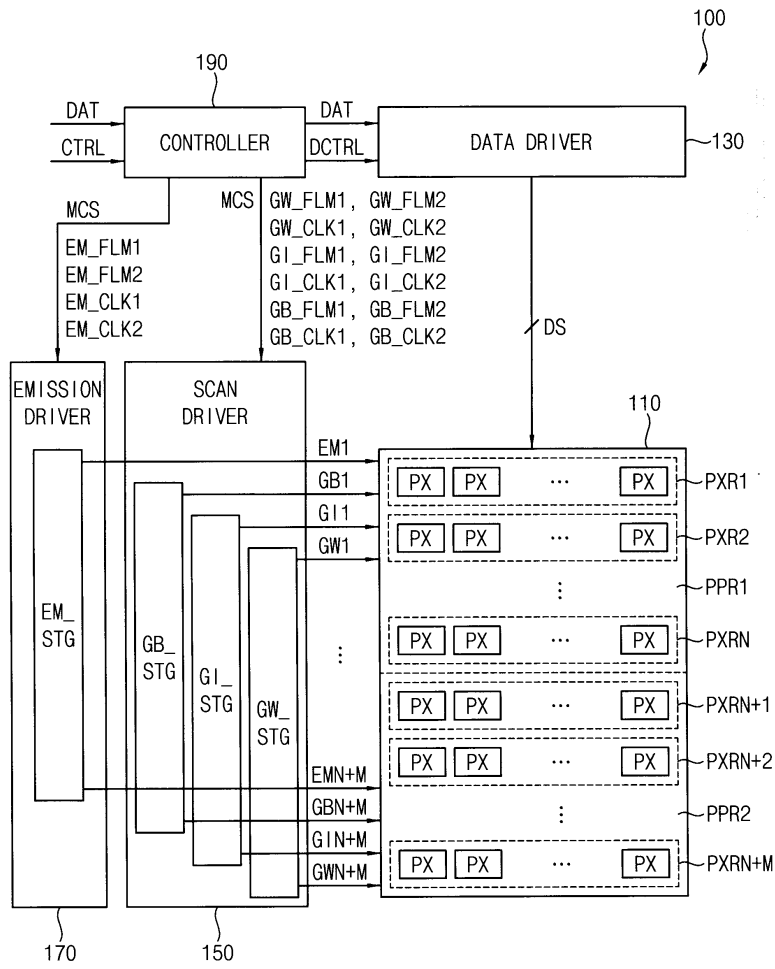 100
190
DAT
CTRL
CONTROLLER
DAT
DCTRL
DATA DRIVER
130
MCS
EM_FLM1
EM_FLM2
EM_CLK1
EM_CLK2
MCS
GW_FLM1, GW_FLM2
GW_CLK1, GW_CLK2
GI_FLM1, GI_FLM2
GI_CLK1, GI_CLK2
GB_FLM1, GB_FLM2
GB_CLK1, GB_CLK2
DS
EMISSION
DRIVER
SCAN
DRIVER
110
EM1
GB1
GI1
GW1
PX PX ... PX
PXR1
PX PX ... PX
PXR2
PPR1
PX PX ... PX
PXRN
EM_
STG
GB_
STG
GI_
STG
GW_
STG
PX PX ... PX
PXRN+1
PX PX ... PX
PXRN+2
PPR2
PX PX ... PX
PXRN+M
EMN+M
GBN+M
GIN+M
GWN+M
170
150